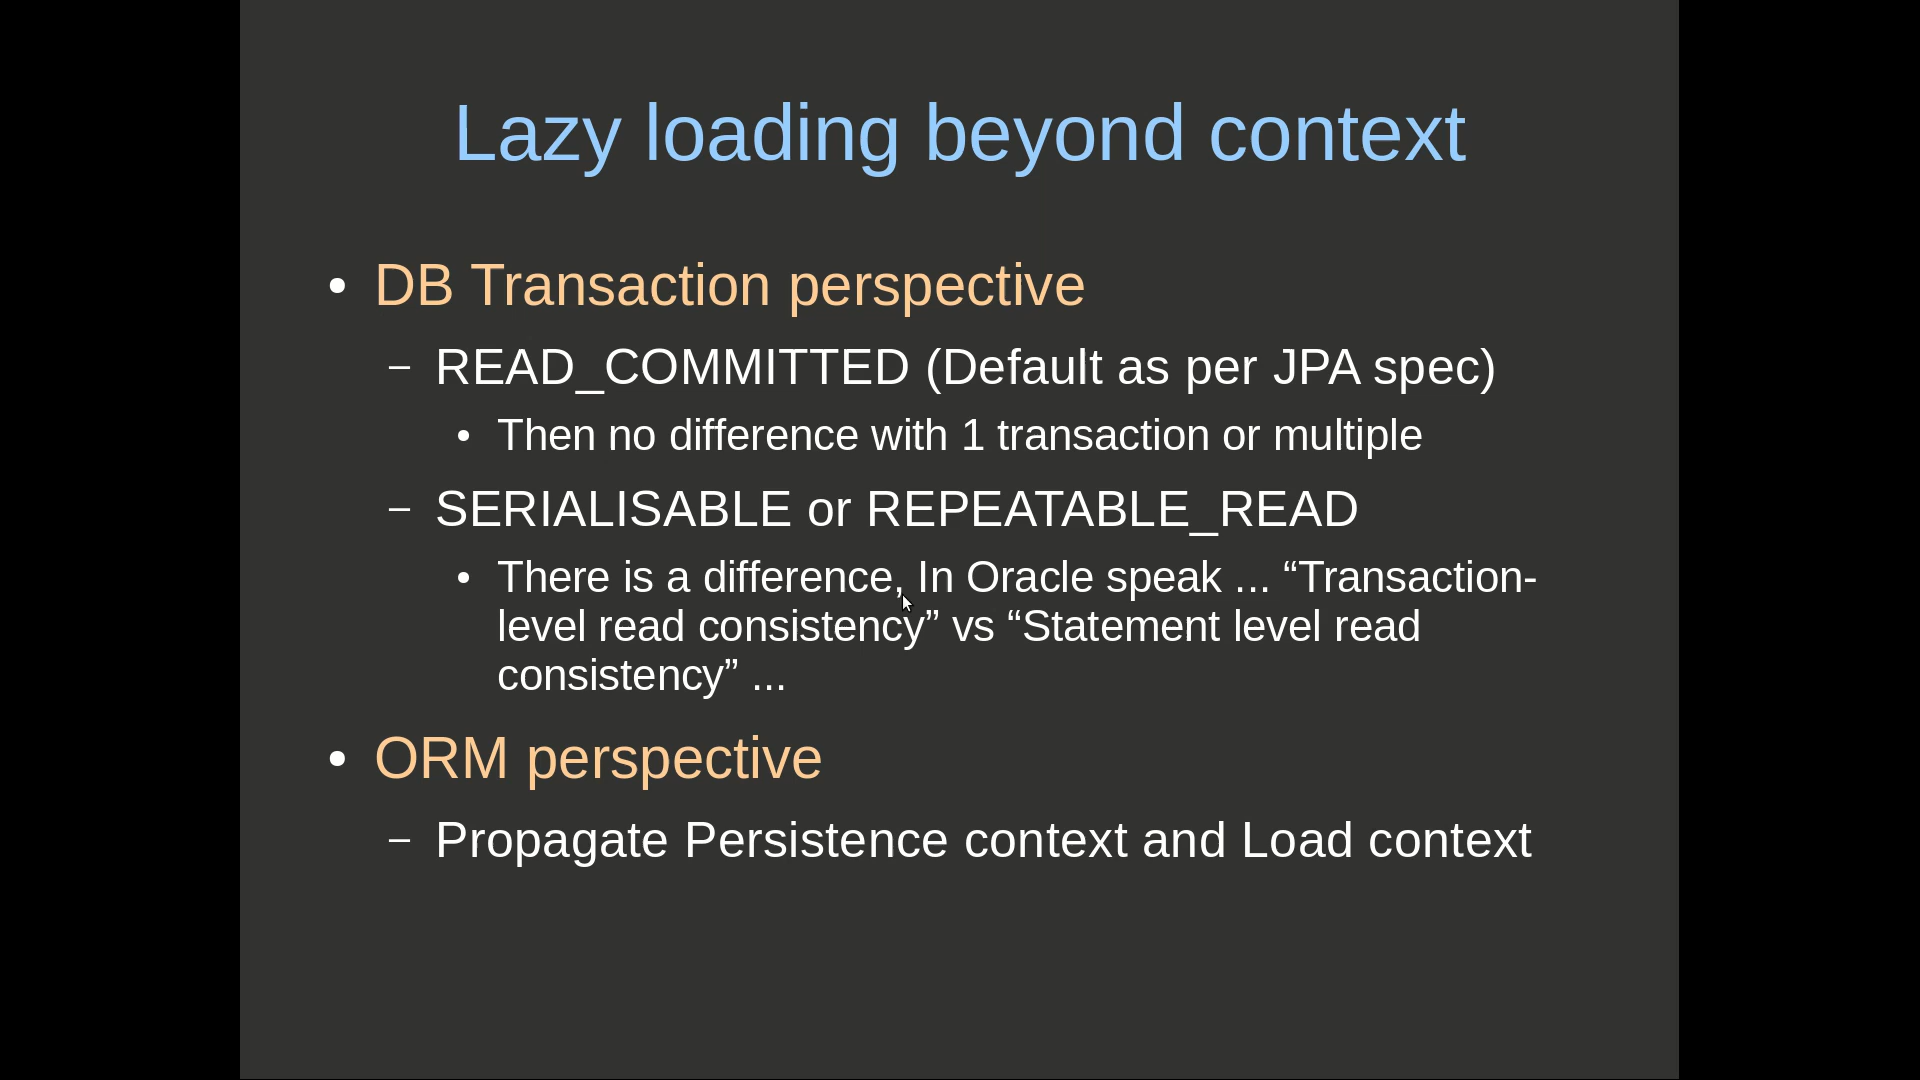 Lazy loading beyond context
• DB Transaction perspective
– READ_COMMITTED (Default as per JPA spec)
• Then no difference with 1 transaction or multiple
– SERIALISABLE or REPEATABLE_READ
• There is a difference, In Oracle speak ... “Transaction-
level read consistency” vs “Statement level read
consistency” ...
• ORM perspective
– Propagate Persistence context and Load context